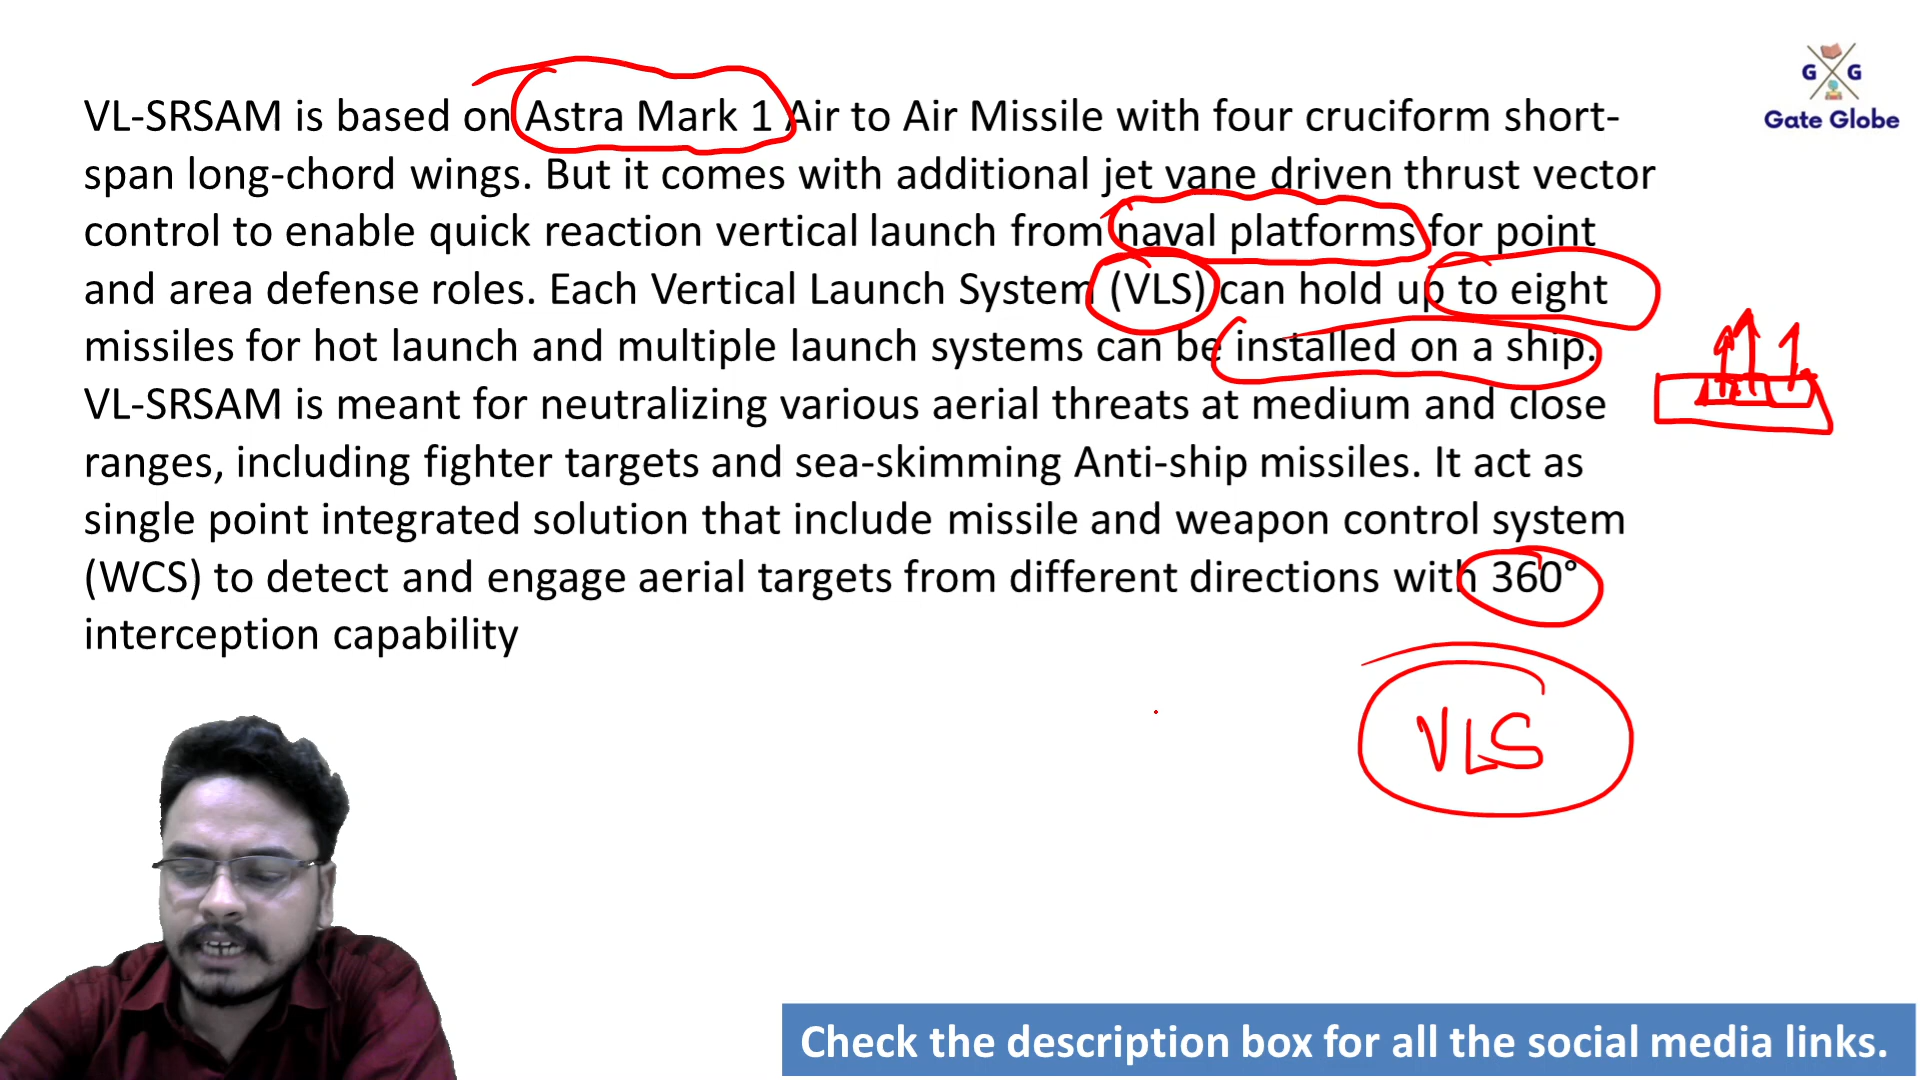 VL-SRSAM is based on Astra Mark 1 Air to Air Missile with four cruciform short-
span long-chord wings. But it comes with additional jet vane driven thrust vector
control to enable quick reaction vertical launch from naval platforms for point
and area defense roles. Each Vertical Launch System (VLS) can hold up to eight
missiles for hot launch and multiple launch systems can be installed on a ship.
VL-SRSAM is meant for neutralizing various aerial threats at medium and close
ranges, including fighter targets and sea-skimming Anti-ship missiles. It act as
single point integrated solution that include missile and weapon control system
(WCS) to detect and engage aerial targets from different directions with 360°
interception capability
G G
Gate Globe
VLS
Check the description box for all the social media links.